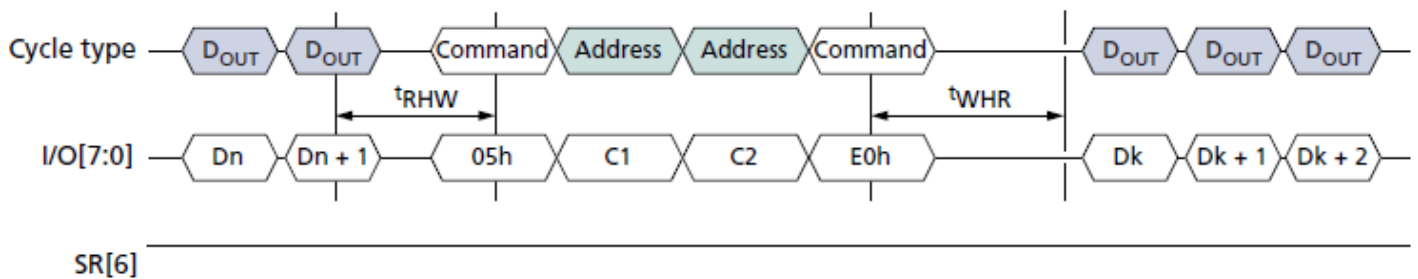 Cycle type DOUT DOUT Command Address Address Command DOUT DOUT DOUT
tRHW tWHR
I/O[7:0] Dn Dn + 1 05h C1 C2 E0h Dk Dk + 1 Dk + 2
SR[6]